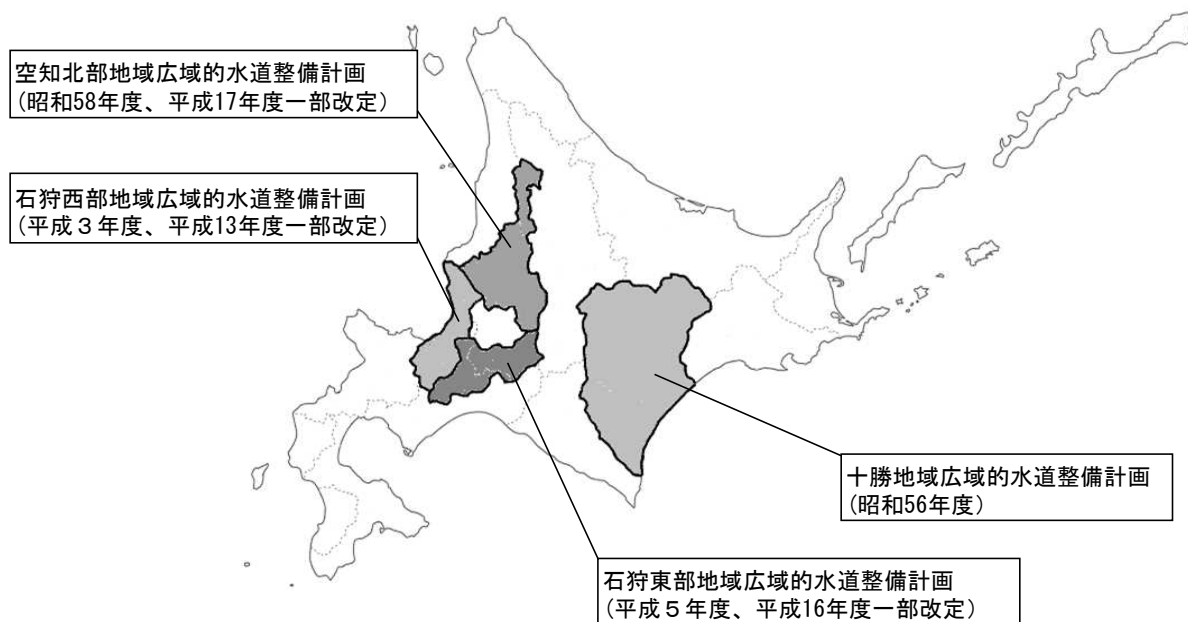 空知北部地域広域的水道整備計画
(昭和58年度、平成17年度一部改定)
石狩西部地域広域的水道整備計画
(平成３年度、平成13年度一部改定)
十勝地域広域的水道整備計画
(昭和56年度)
石狩東部地域広域的水道整備計画
(平成５年度、平成16年度一部改定)